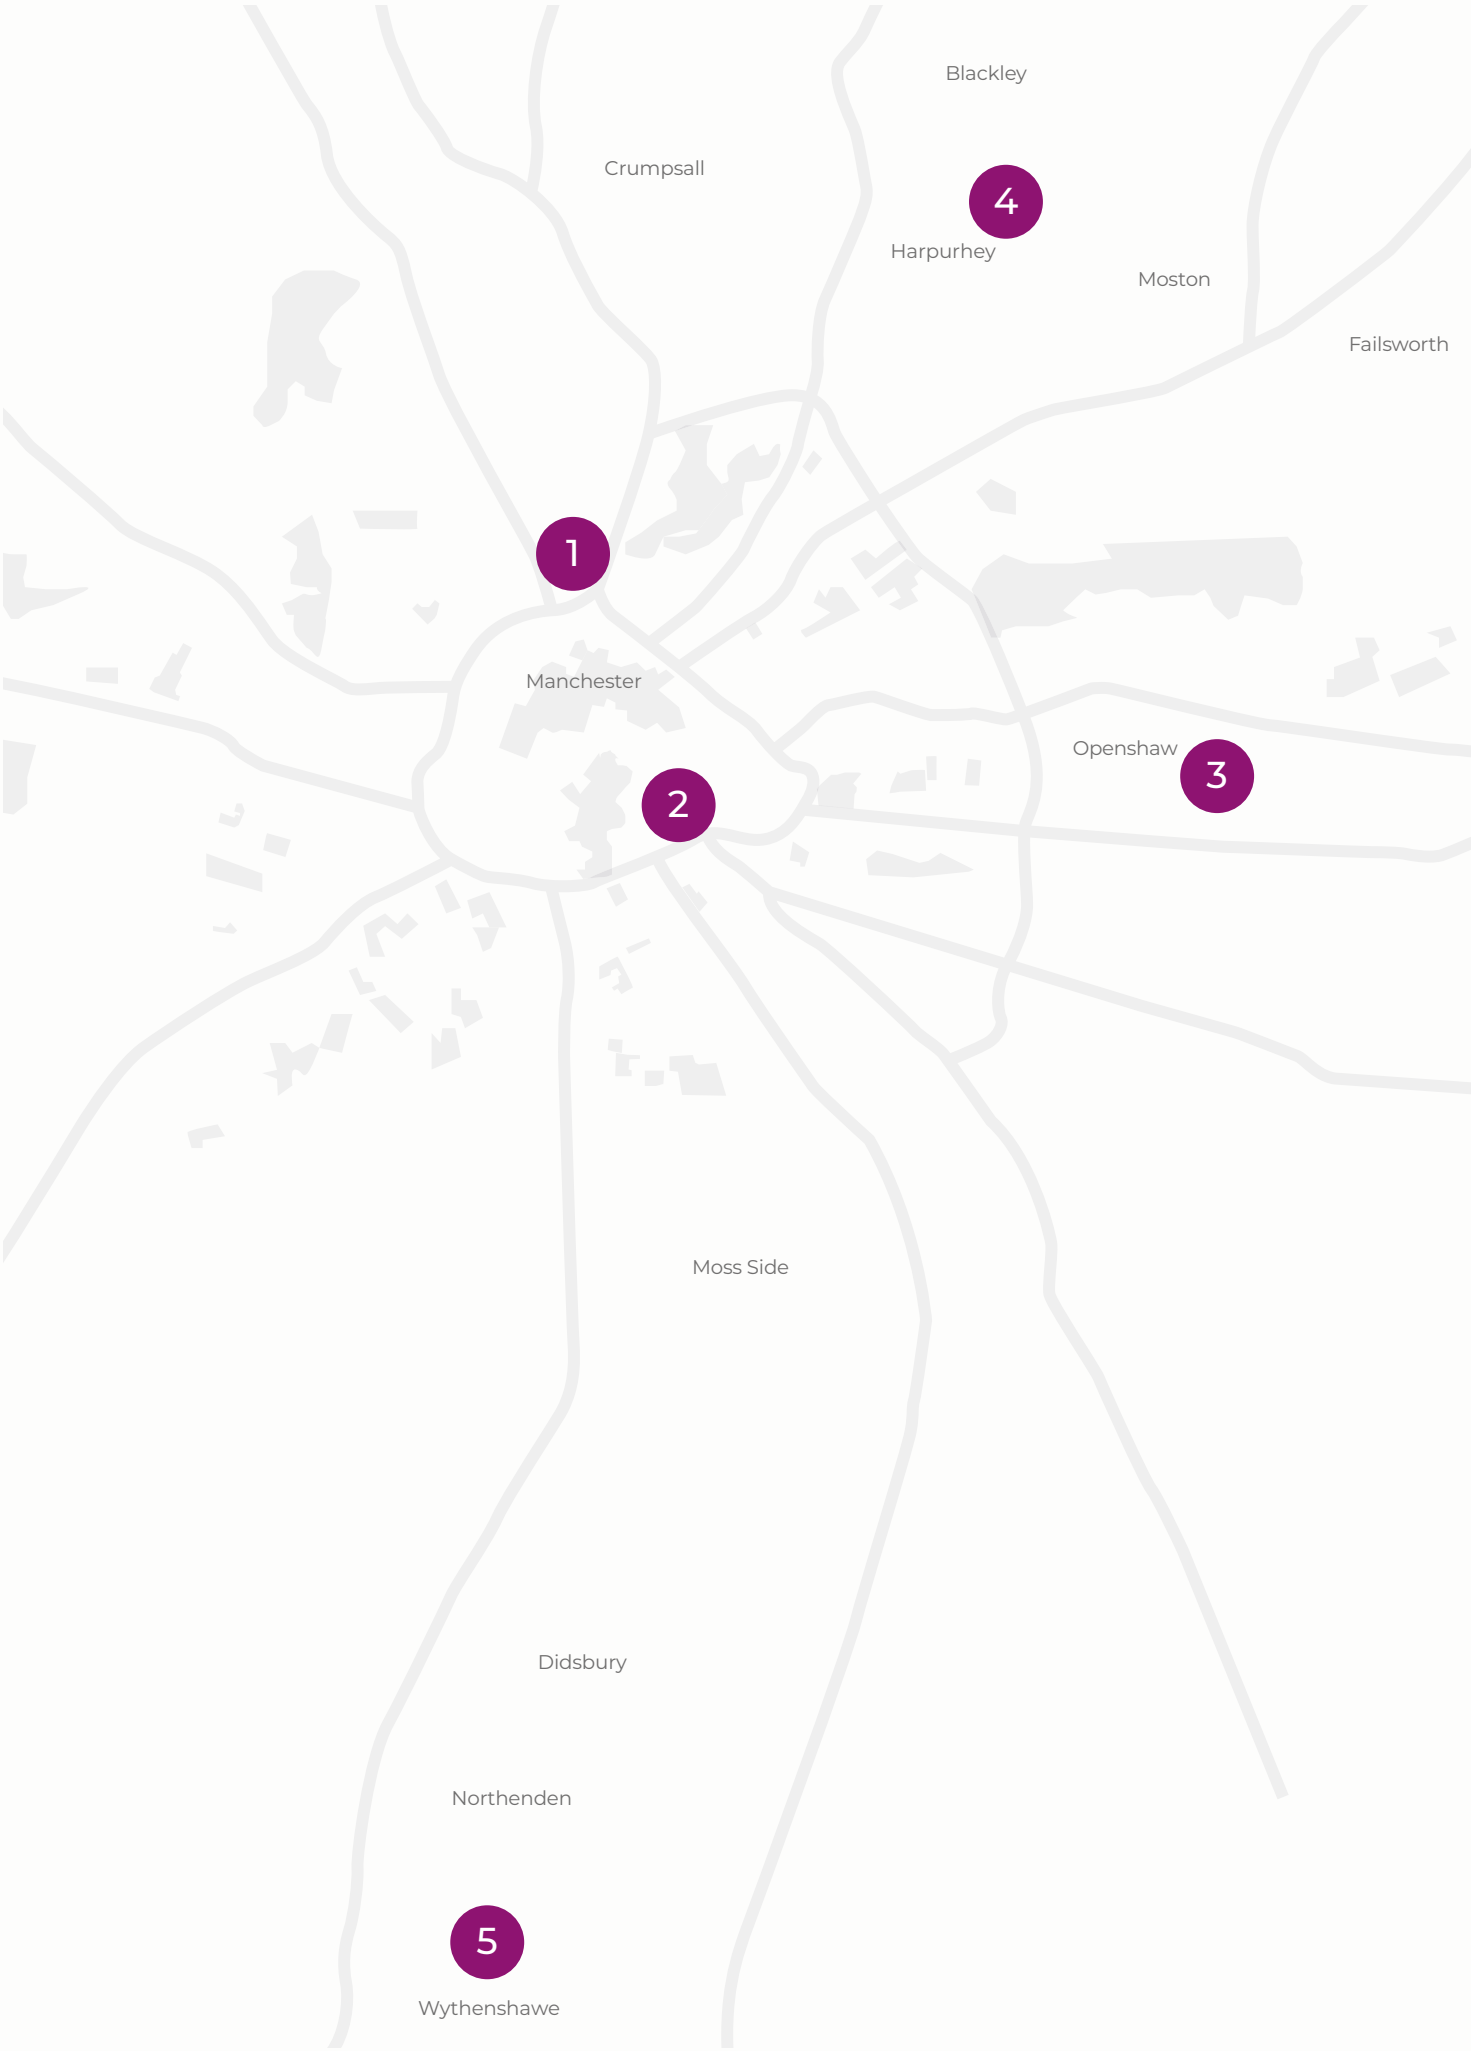 Blackley
Crumpsall
4
Harpurhey
Moston
Failsworth
1
Manchester
Openshaw
3
2
Moss Side
Didsbury
Northenden
5
Wythenshawe